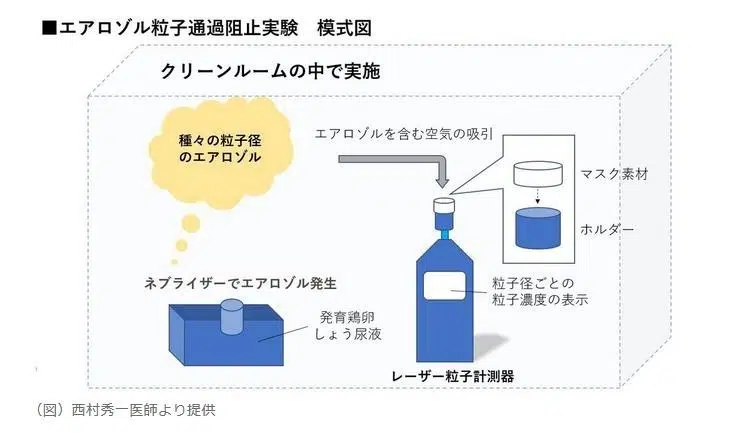 ■エアロゾル粒子通過阻止実験　模式図
クリーンルームの中で実施
種々の粒子径
のエアロゾル
エアロゾルを含む空気の吸引
マスク素材
ホルダー
ネブライザーでエアロゾル発生
粒子径ごとの
粒子濃度の表示
発育鶏卵
しょう尿液
レーザー粒子計測器
（図）西村秀一医師より提供